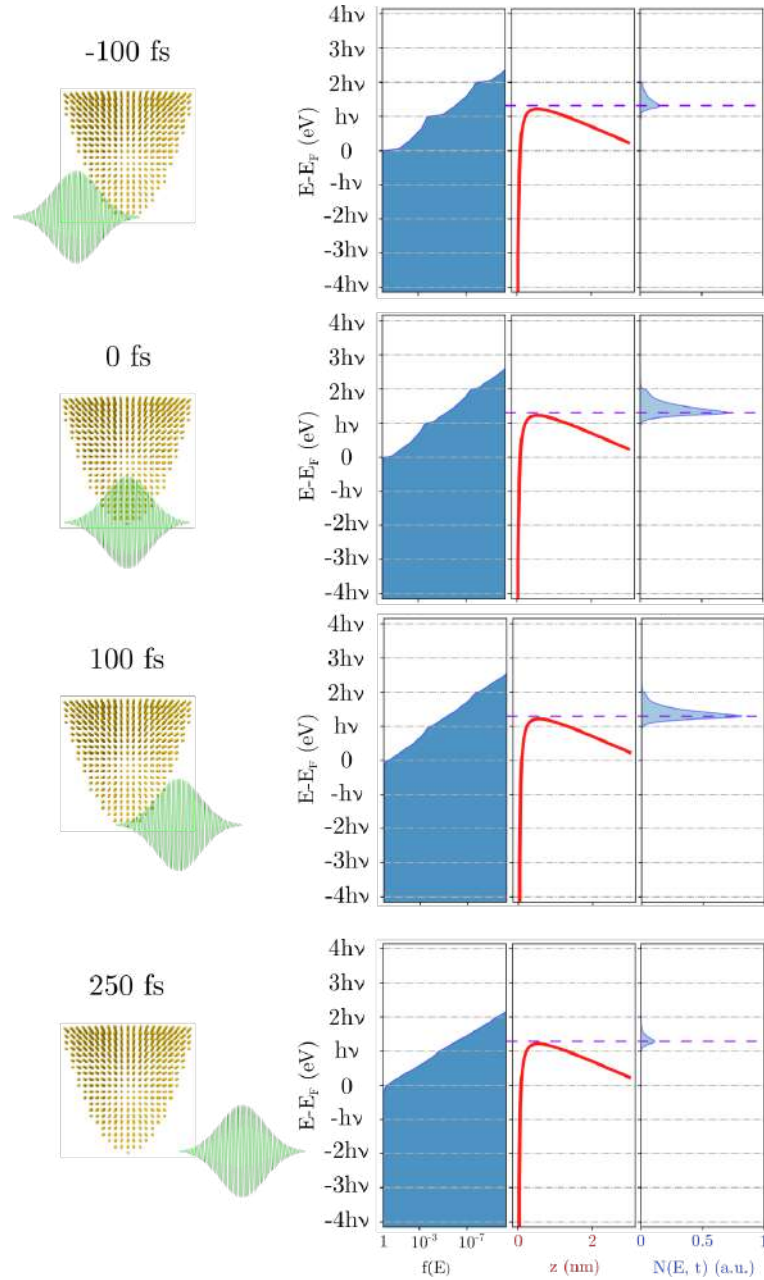 -100 fs
4hν
3hν
2hν
hν
0
-hν
-2hν
-3hν
-4hν
E-E_F (eV)
0 fs
4hν
3hν
2hν
hν
0
-hν
-2hν
-3hν
-4hν
E-E_F (eV)
100 fs
4hν
3hν
2hν
hν
0
-hν
-2hν
-3hν
-4hν
E-E_F (eV)
250 fs
4hν
3hν
2hν
hν
0
-hν
-2hν
-3hν
-4hν
E-E_F (eV)
1 10^-3 10^-7 0 2 0 0.5 1
f(E) z (nm) N(E, t) (a.u.)